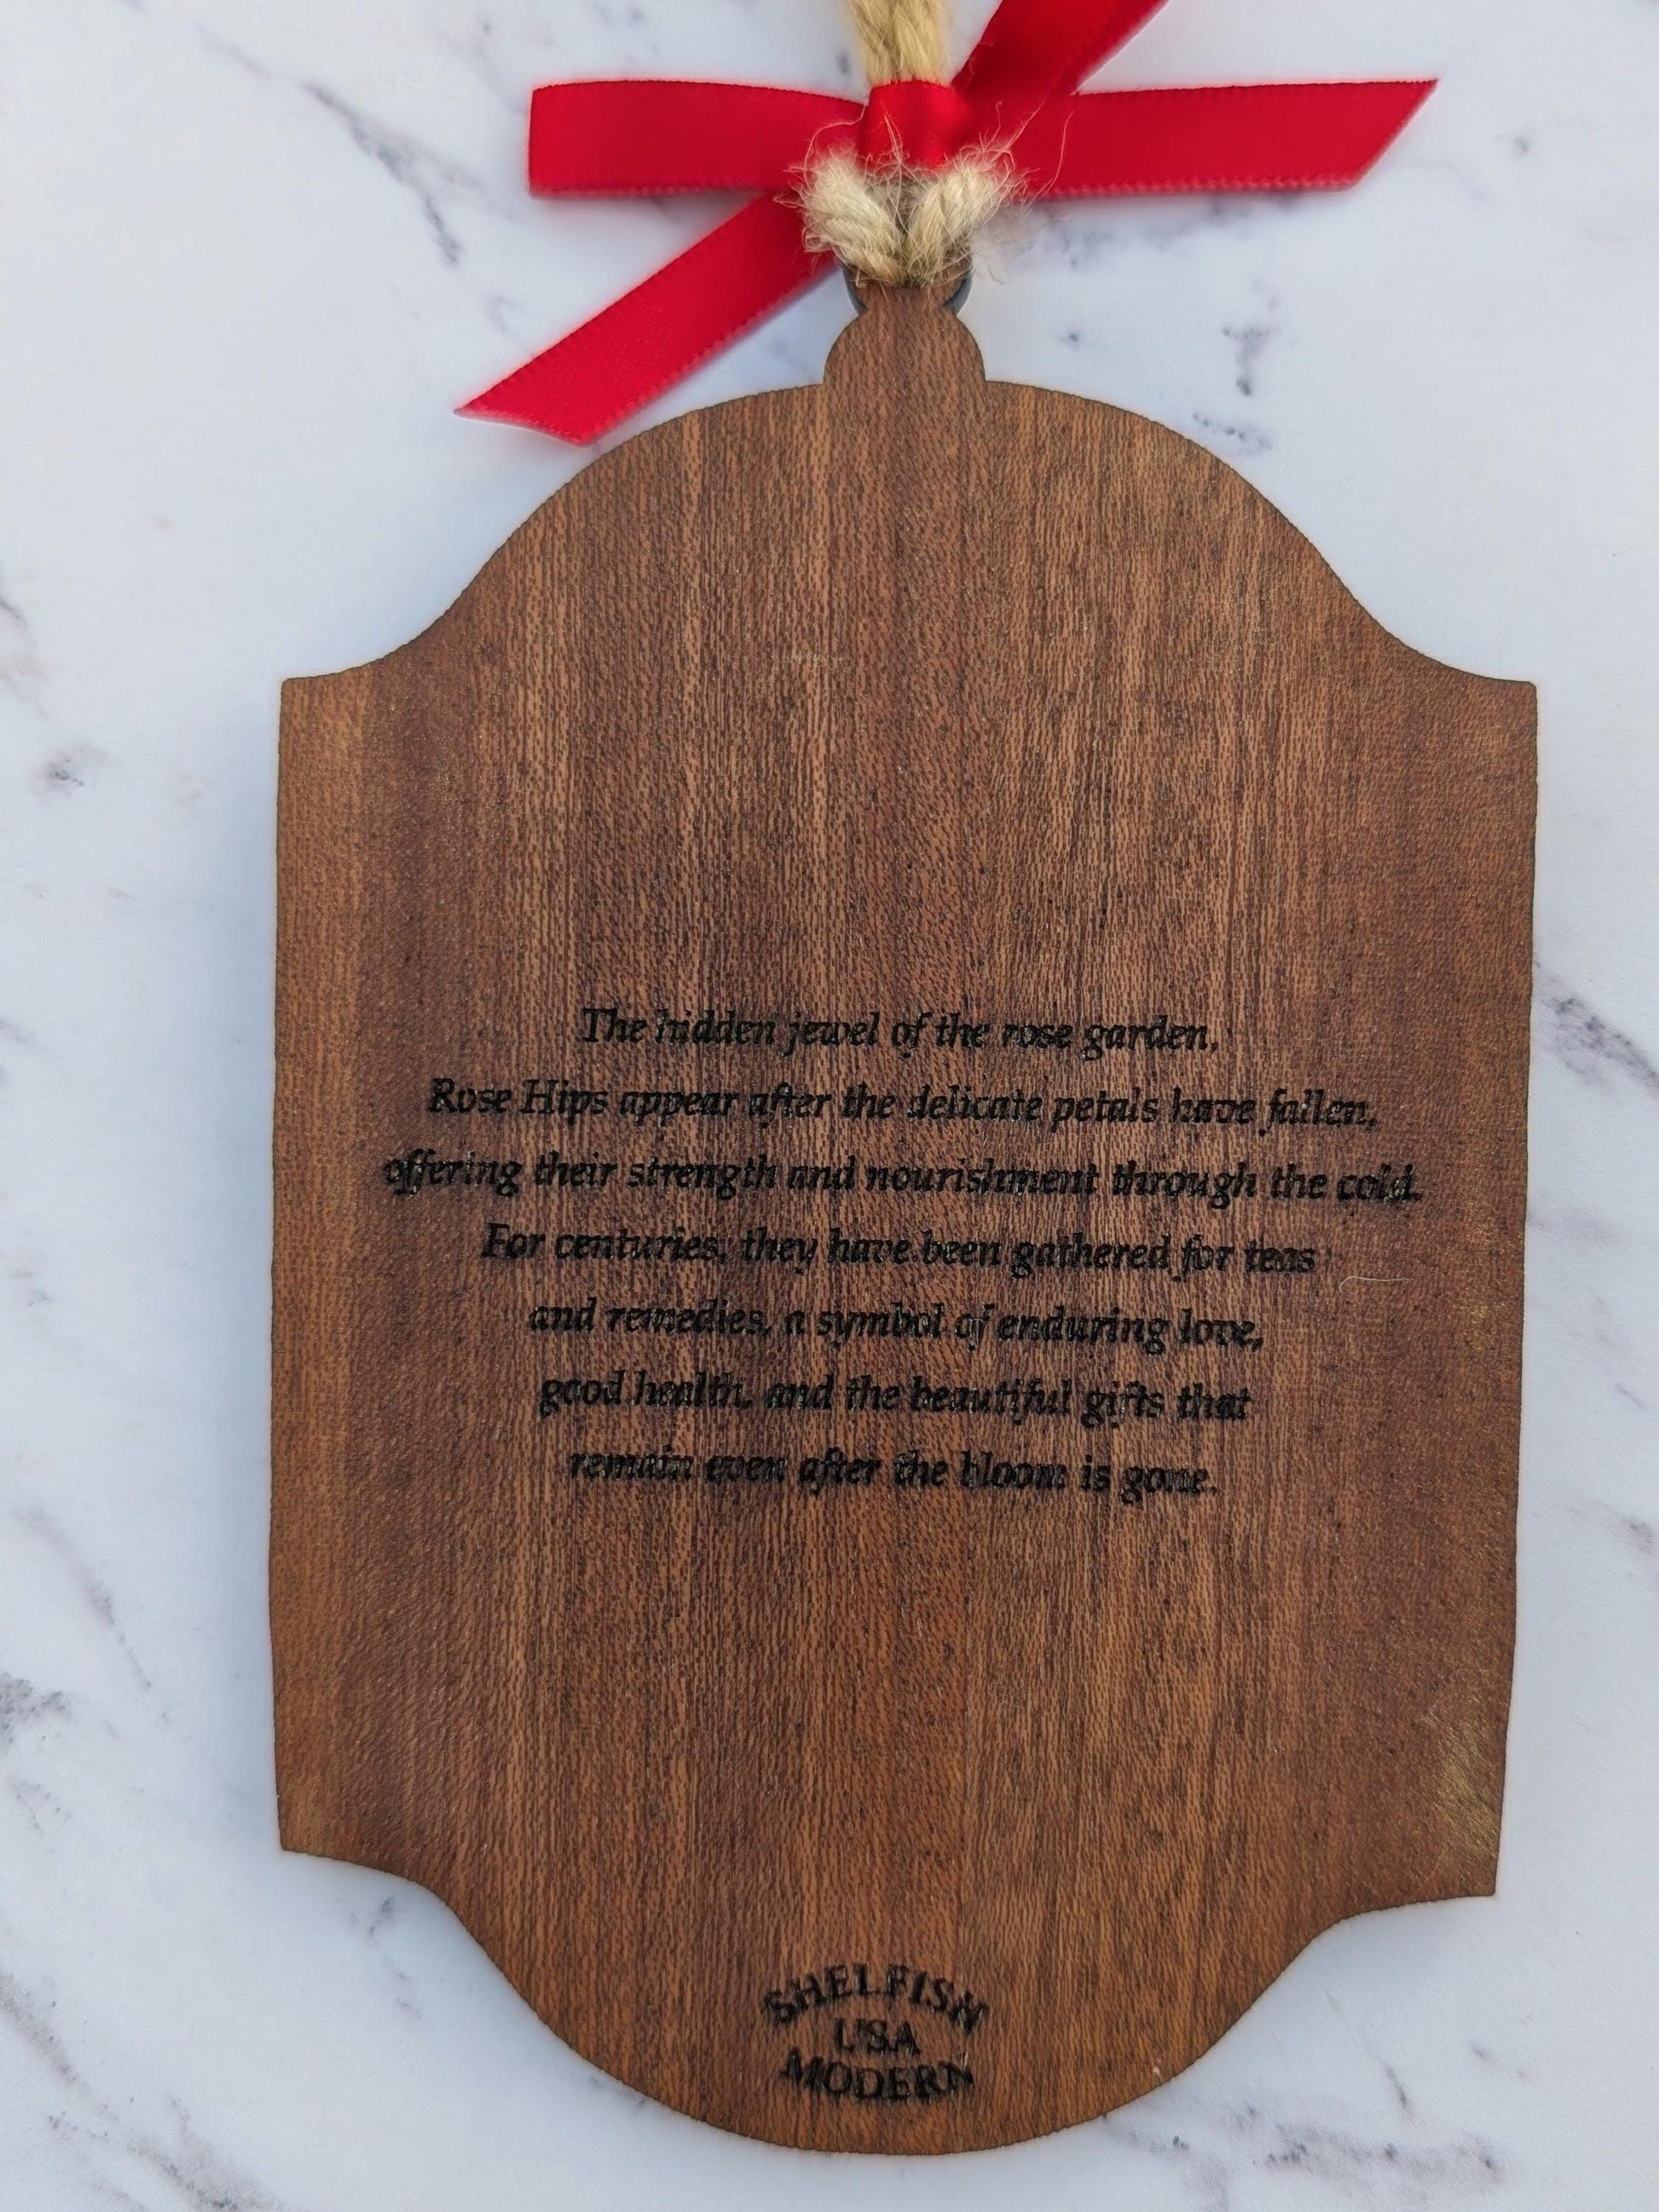 The hidden jewel of the rose garden,
Rose Hips appear after the delicate petals have fallen,
offering their strength and nourishment through the cold.
For centuries, they have been gathered for teas
and remedies, a symbol of enduring love,
good health, and the beautiful gifts that
remain even after the bloom is gone.
SHELFISH
USA
MODERN